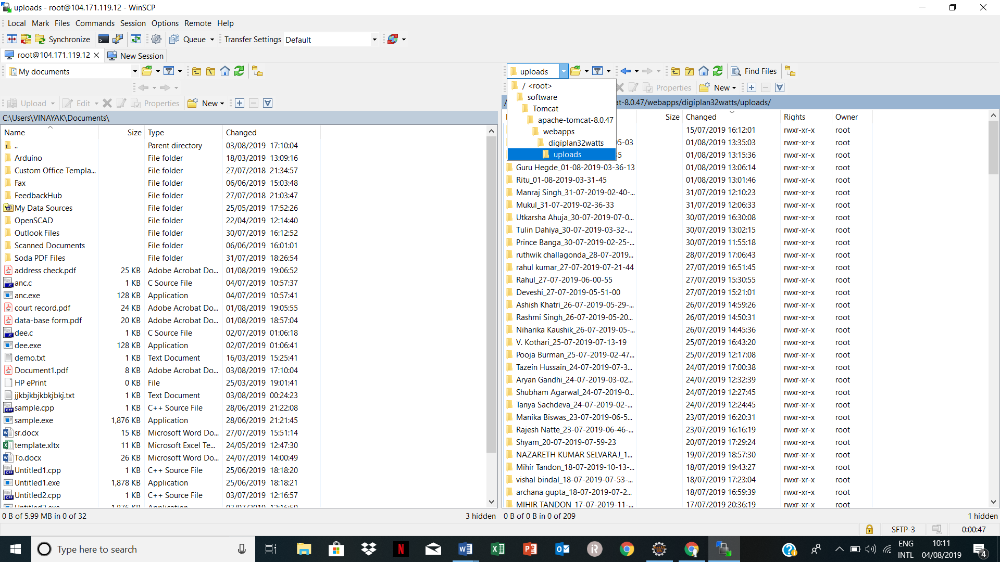 uploads - root@104.171.119.12 - WinSCP
Local Mark Files Commands Session Options Remote Help
Synchronize Queue Transfer Settings Default
root@104.171.119.12 New Session
My documents
Upload Edit Properties New
C:\Users\VINAYAK\Documents\
Name Size Type Changed
.. Parent directory 03/08/2019 17:10:04
Arduino File folder 18/03/2019 13:09:16
Custom Office Templa... File folder 27/07/2018 21:34:57
Fax File folder 06/06/2019 15:03:48
FeedbackHub File folder 27/07/2018 21:03:47
My Data Sources File folder 25/05/2019 17:52:26
OpenSCAD File folder 22/04/2019 12:14:40
Outlook Files File folder 30/07/2019 16:12:52
Scanned Documents File folder 06/06/2019 16:01:01
Soda PDF Files File folder 31/07/2019 18:26:54
address check.pdf 25 KB Adobe Acrobat Do... 01/08/2019 19:06:52
anc.c 1 KB C Source File 04/07/2019 10:57:37
anc.exe 128 KB Application 04/07/2019 10:57:41
court record.pdf 24 KB Adobe Acrobat Do... 01/08/2019 19:05:55
data-base form.pdf 20 KB Adobe Acrobat Do... 01/08/2019 18:57:04
dee.c 1 KB C Source File 02/07/2019 01:06:18
dee.exe 128 KB Application 02/07/2019 01:06:41
demo.txt 1 KB Text Document 16/03/2019 15:25:41
Document1.pdf 8 KB Adobe Acrobat Do... 03/08/2019 17:10:04
HP ePrint 0 KB File 25/03/2019 19:01:41
jjkbjkbjkbkjbkj.txt 1 KB Text Document 03/08/2019 00:24:23
sample.cpp 1 KB C++ Source File 28/06/2019 21:22:08
sample.exe 1,876 KB Application 28/06/2019 21:21:45
sr.docx 15 KB Microsoft Word Do... 27/07/2019 15:51:14
template.xltx 11 KB Microsoft Excel Te... 24/05/2019 12:47:30
To.docx 26 KB Microsoft Word Do... 24/07/2019 14:00:49
Untitled1.cpp 1 KB C++ Source File 25/06/2019 18:18:20
Untitled1.exe 1,878 KB Application 25/06/2019 18:18:21
Untitled2.cpp 1 KB C++ Source File 03/07/2019 12:16:57
Untitled2.exe 1,876 KB Application 03/07/2019 12:16:59
0 B of 5.99 MB in 0 of 32 3 hidden
uploads Find Files
Properties New
/ <root>
software
Tomcat
apache-tomcat-8.0.47
webapps
digiplan32watts
uploads
/ cat-8.0.47/webapps/digiplan32watts/uploads/
Size Changed Rights Owner
15/07/2019 16:12:01 rwxr-xr-x root
05-03 01/08/2019 13:35:03 rwxr-xr-x root
35 01/08/2019 13:15:36 rwxr-xr-x root
Guru Hegde_01-08-2019-03-36-13 01/08/2019 13:06:14 rwxr-xr-x root
Ritu_01-08-2019-03-31-45 01/08/2019 13:01:46 rwxr-xr-x root
Manraj Singh_31-07-2019-02-40-... 31/07/2019 12:10:23 rwxr-xr-x root
Mukul_31-07-2019-02-36-33 31/07/2019 12:06:33 rwxr-xr-x root
Utkarsha Ahuja_30-07-2019-07-0... 30/07/2019 16:30:08 rwxr-xr-x root
Tulin Dahiya_30-07-2019-03-32-... 30/07/2019 13:02:15 rwxr-xr-x root
Prince Banga_30-07-2019-02-25-... 30/07/2019 11:55:18 rwxr-xr-x root
ruthwik challagonda_28-07-2019... 28/07/2019 17:06:43 rwxr-xr-x root
rahul kumar_27-07-2019-07-21-44 27/07/2019 16:51:45 rwxr-xr-x root
Rahul_27-07-2019-06-00-55 27/07/2019 15:30:55 rwxr-xr-x root
Deveshi_27-07-2019-05-51-00 27/07/2019 15:21:01 rwxr-xr-x root
Ashish Khatri_26-07-2019-05-29-... 26/07/2019 14:59:26 rwxr-xr-x root
Rashmi Singh_26-07-2019-05-20... 26/07/2019 14:50:31 rwxr-xr-x root
Niharika Kaushik_26-07-2019-05-... 26/07/2019 14:45:36 rwxr-xr-x root
V. Kothari_25-07-2019-07-13-19 25/07/2019 16:43:20 rwxr-xr-x root
Pooja Burman_25-07-2019-02-47... 25/07/2019 12:17:08 rwxr-xr-x root
Tazein Hussain_24-07-2019-07-3... 24/07/2019 17:00:38 rwxr-xr-x root
Aryan Gandhi_24-07-2019-03-02... 24/07/2019 12:32:39 rwxr-xr-x root
Shubham Agarwal_24-07-2019-0... 24/07/2019 12:27:45 rwxr-xr-x root
Tanya Sachdeva_24-07-2019-02-... 24/07/2019 12:24:45 rwxr-xr-x root
Manika Biswas_23-07-2019-06-5... 23/07/2019 16:20:31 rwxr-xr-x root
Rajesh Natte_23-07-2019-06-46-... 23/07/2019 16:16:19 rwxr-xr-x root
Shyam_20-07-2019-07-59-23 20/07/2019 17:29:24 rwxr-xr-x root
NAZARETH KUMAR SELVARAJ_1... 19/07/2019 18:57:30 rwxr-xr-x root
Mihir Tandon_18-07-2019-10-13-... 18/07/2019 19:43:27 rwxr-xr-x root
vishal bindal_18-07-2019-07-53-... 18/07/2019 17:23:04 rwxr-xr-x root
archana gupta_18-07-2019-07-2... 18/07/2019 16:59:39 rwxr-xr-x root
MIHIR TANDON_17-07-2019-11-... 17/07/2019 20:36:19 rwxr-xr-x root
0 B of 0 B in 0 of 209 1 hidden
SFTP-3 0:00:47
Type here to search
ENG
INTL
10:11
04/08/2019
4